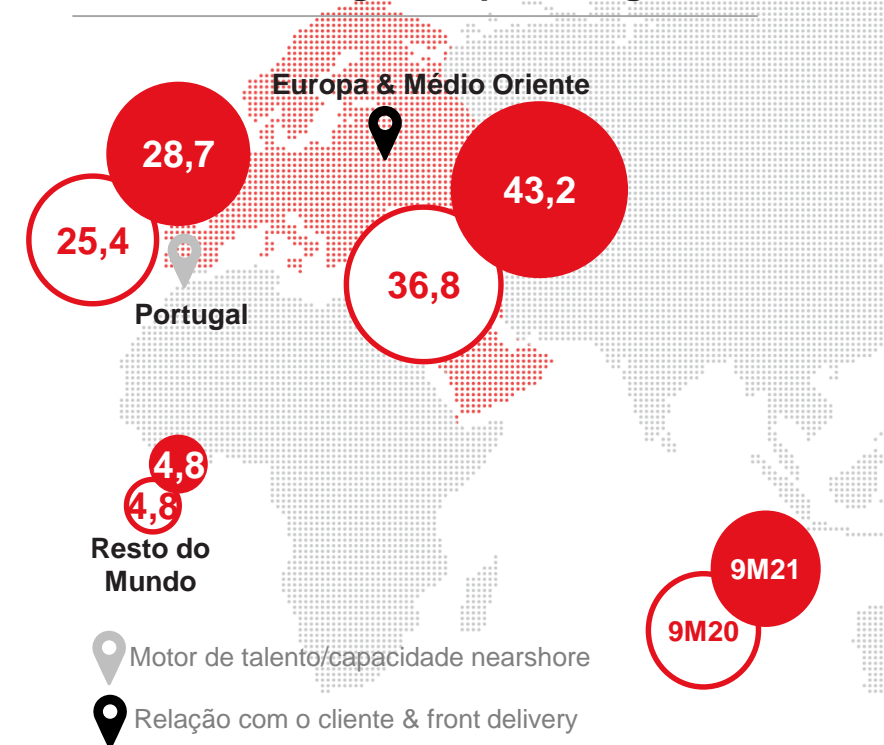 Europa & Médio Oriente
28,7
43,2
25,4
36,8
Portugal
4,8
4,8
Resto do
Mundo
9M21
9M20
Motor de talento/capacidade nearshore
Relação com o cliente & front delivery